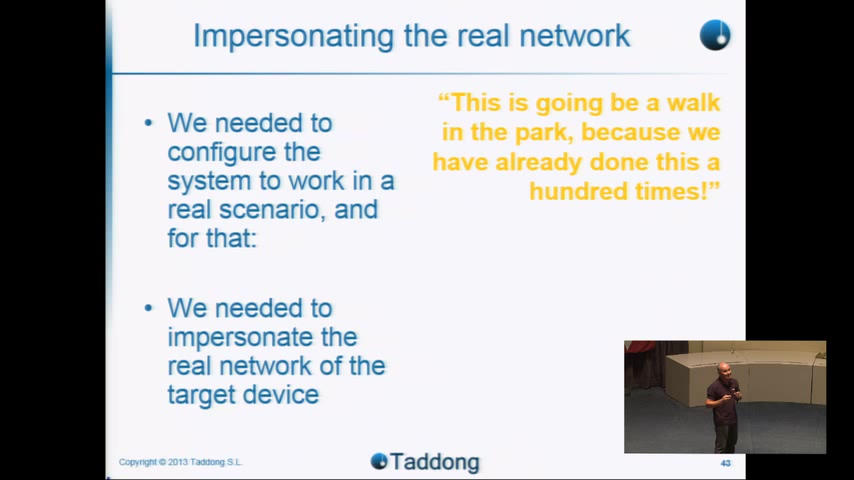 Impersonating the real network
• We needed to
configure the
system to work in a
real scenario, and
for that:
• We needed to
impersonate the
real network of the
target device
“This is going be a walk
in the park, because we
have already done this a
hundred times!”
Copyright © 2013 Taddong S.L.
Taddong
43